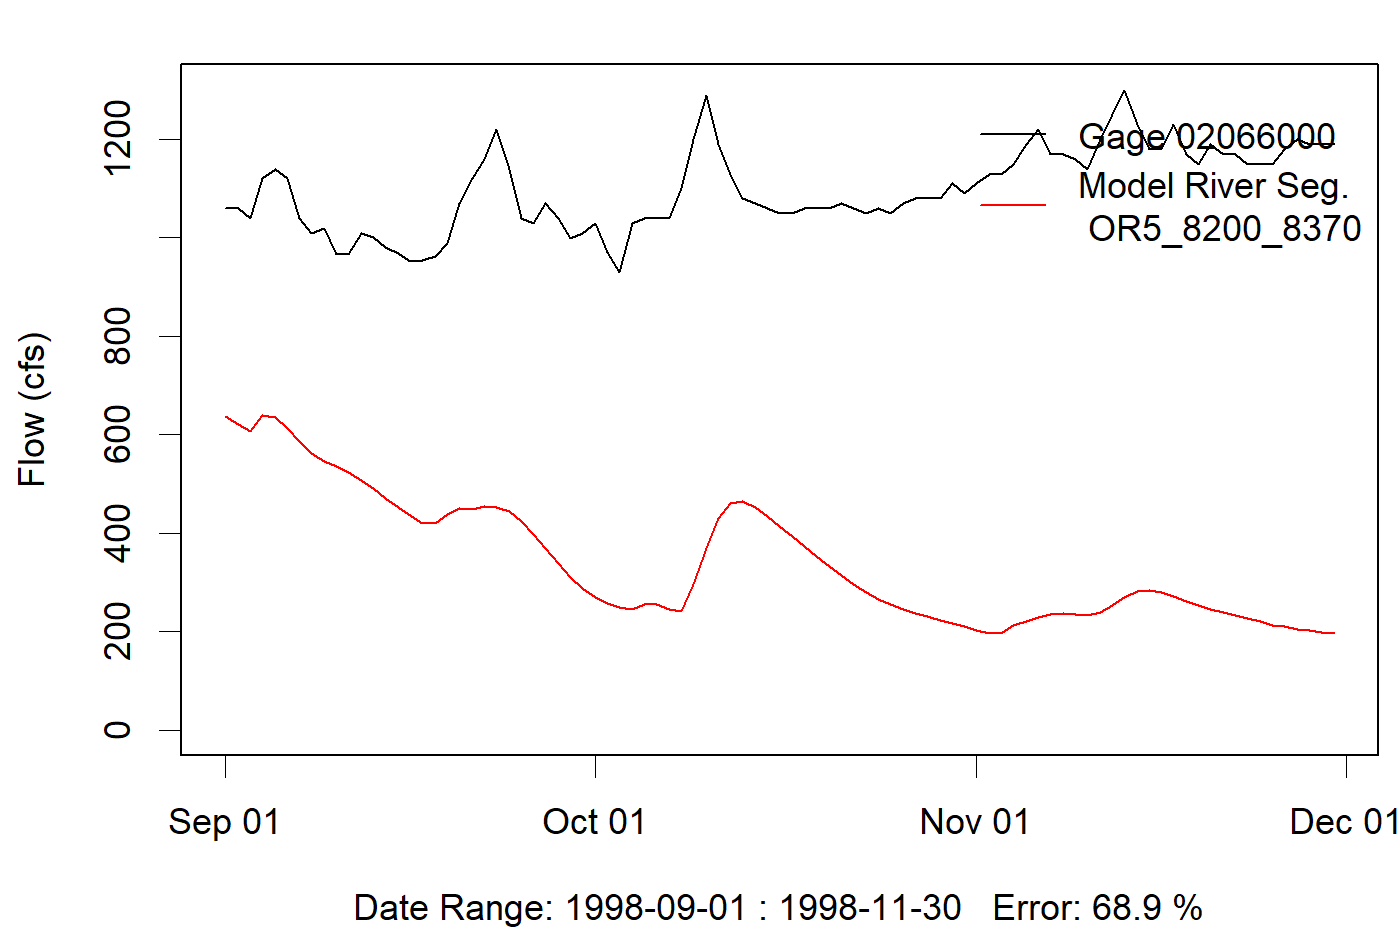 Gage 02066000
Model River Seg.
OR5_8200_8370
Flow (cfs)
1200
800
600
400
200
0
Sep 01
Oct 01
Nov 01
Dec 01
Date Range: 1998-09-01 : 1998-11-30 Error: 68.9 %